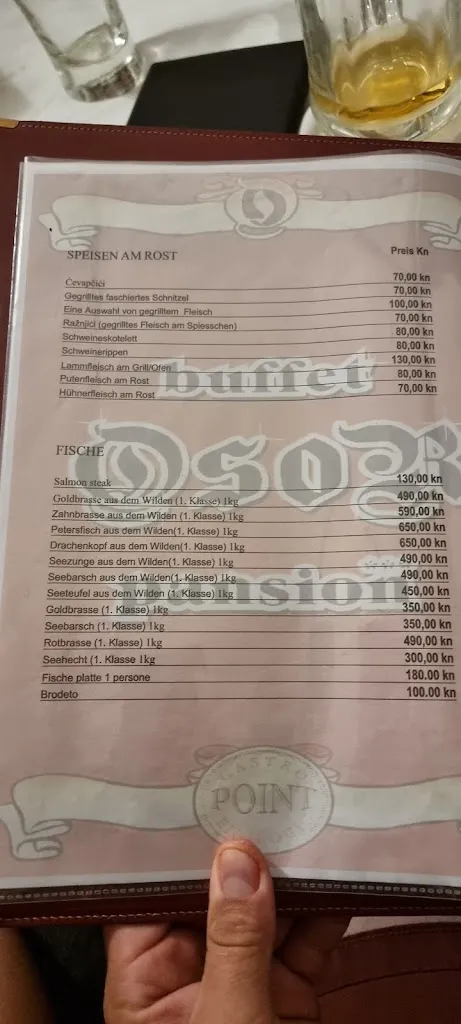 SPEISEN AM ROST Preis Kn
Ćevapčići 70,00 kn
Gegrilltes faschiertes Schnitzel 70,00 kn
Eine Auswahl von gegrilltem Fleisch 100,00 kn
Ražnjići (gegrilltes Fleisch am Spiesschen) 70,00 kn
Schweineskotelett 80,00 kn
Schweinerippen 80,00 kn
Lammfleisch am Grill/Ofen 130,00 kn
Putenfleisch am Rost 80,00 kn
Hühnerfleisch am Rost 70,00 kn
buffet
OsoR
FISCHE
Salmon steak 130,00 kn
Goldbrasse aus dem Wilden (1. Klasse) 1kg 490,00 kn
Zahnbrasse aus dem Wilden(1. Klasse) 1kg 590,00 kn
Petersfisch aus dem Wilden(1. Klasse) 1kg 650,00 kn
Drachenkopf aus dem Wilden(1. Klasse) 1kg 650,00 kn
Seezunge aus dem Wilden(1. Klasse) 1kg 490,00 kn
Seebarsch aus dem Wilden(1. Klasse) 1kg 490,00 kn
Seeteufel aus dem Wilden(1. Klasse) 1kg 450,00 kn
ansion
Goldbrasse (1. Klasse) 1kg 350,00 kn
Seebarsch (1. Klasse) 1kg 350,00 kn
Rotbrasse (1. Klasse) 1kg 490,00 kn
Seehecht (1. Klasse 1kg 300,00 kn
Fische platte 1 persone 180.00 kn
Brodeto 100.00 kn
GASTRO
POINT